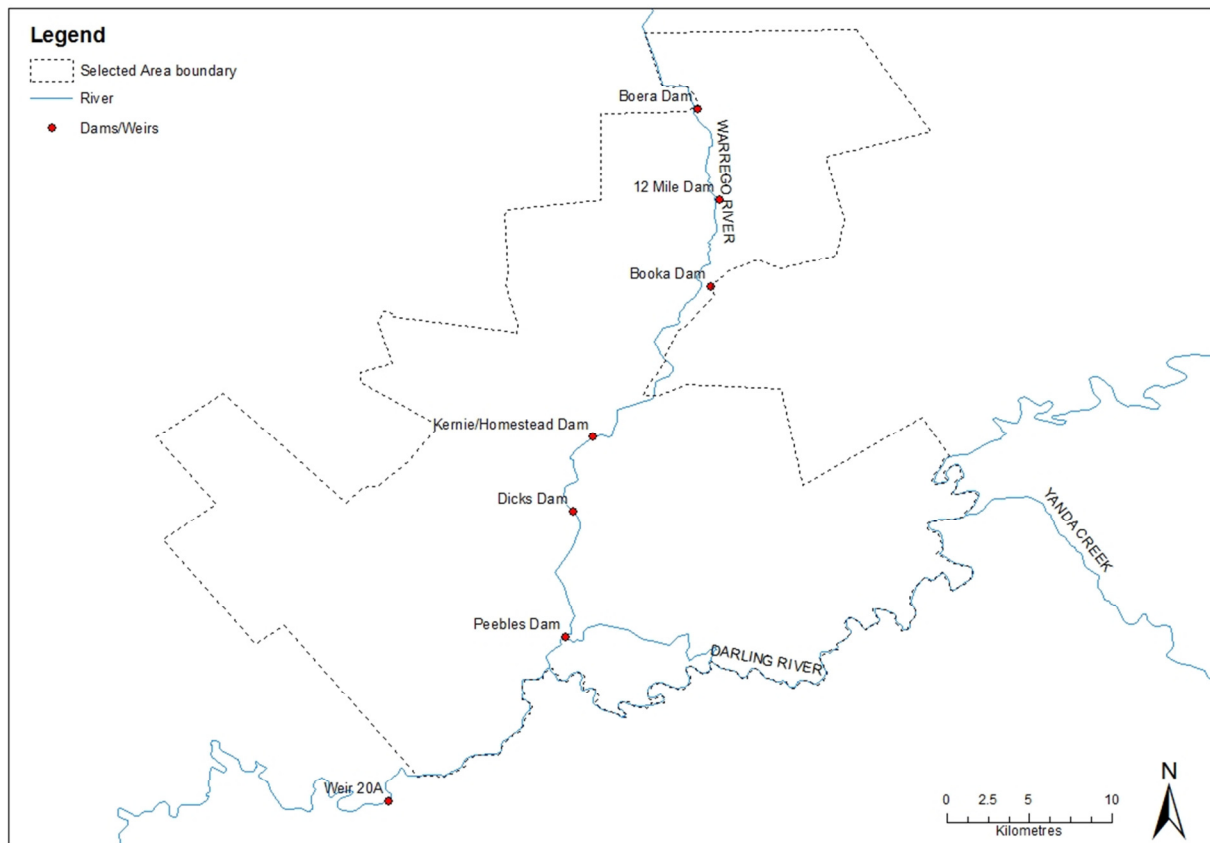 Legend
Selected Area boundary
River
Dams/Weirs
Boera Dam
WARREGO RIVER
12 Mile Dam
Booka Dam
Kernie/Homestead Dam
Dicks Dam
YANDA CREEK
Peebles Dam
DARLING RIVER
Weir 20A
N
0 2.5 5 10
Kilometres